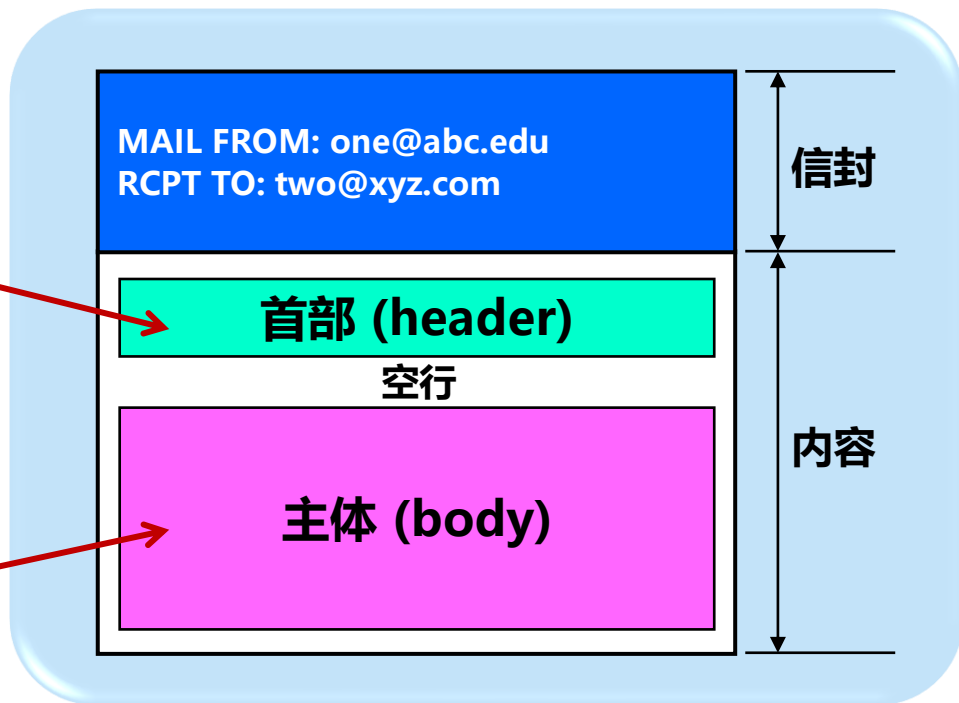 MAIL FROM: one@abc.edu
RCPT TO: two@xyz.com
信封
首部 (header)
空行
内容
主体 (body)